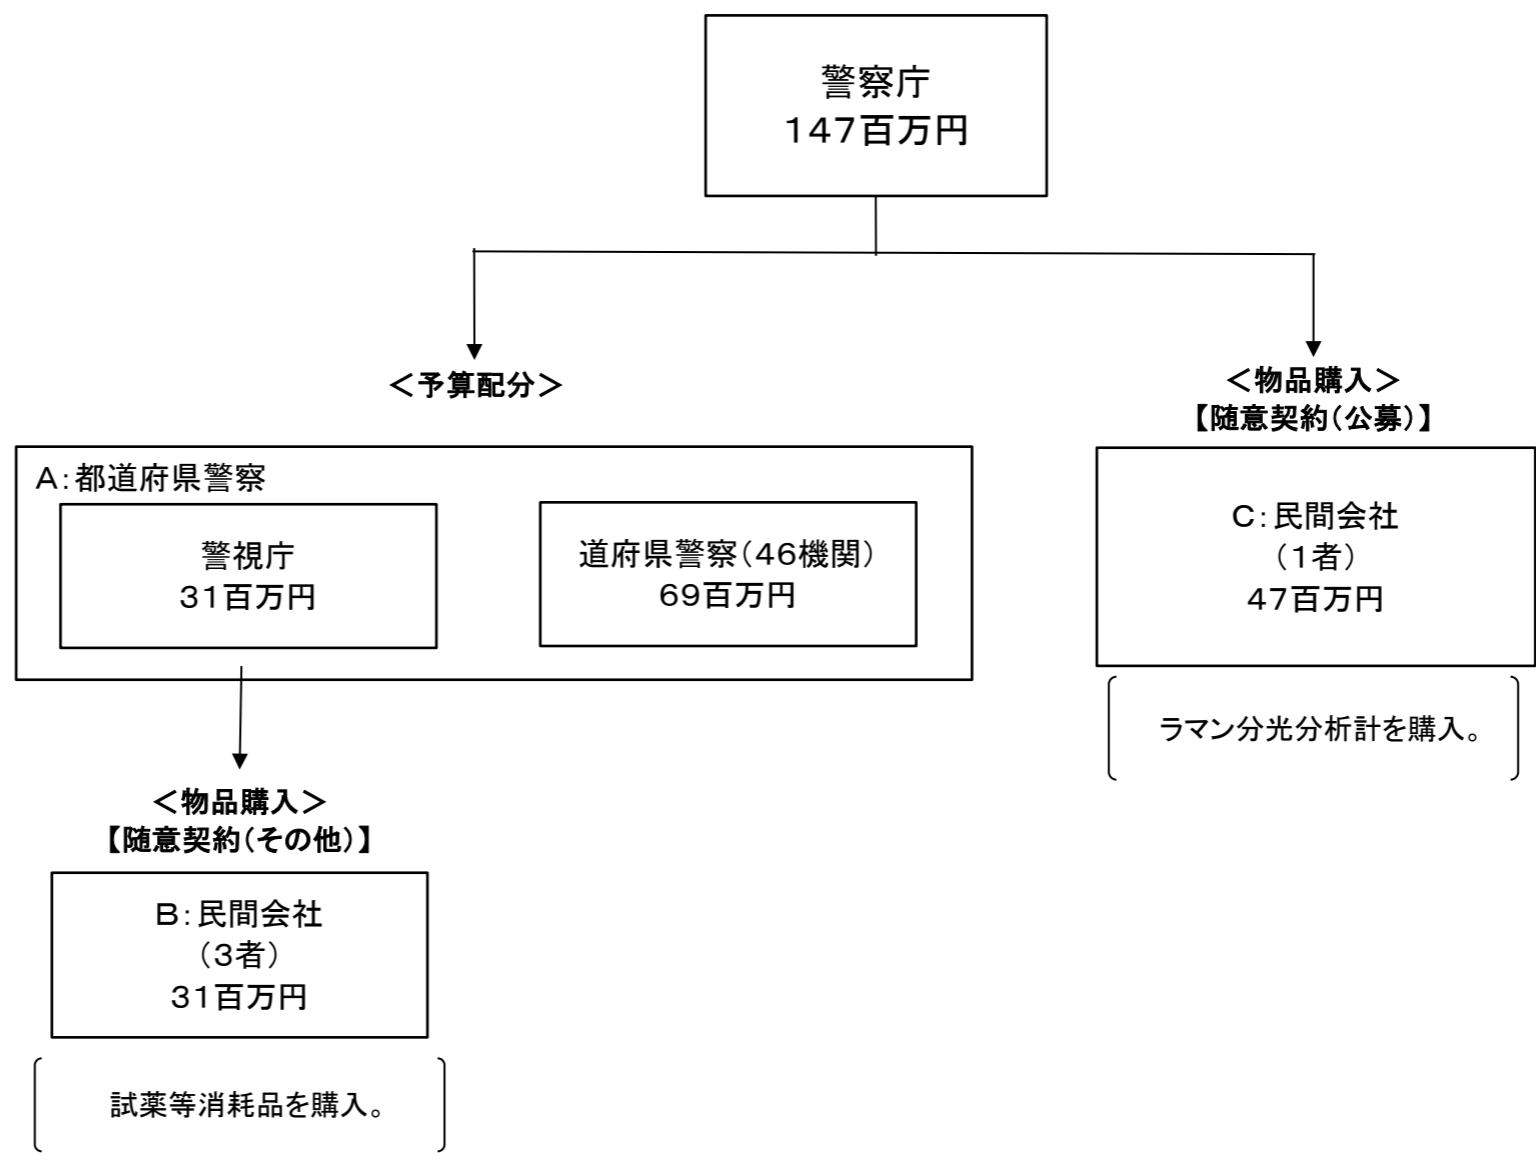 警察庁
147百万円
＜予算配分＞
＜物品購入＞
【随意契約(公募)】
A:都道府県警察
警視庁
31百万円
道府県警察(46機関)
69百万円
C:民間会社
(1者)
47百万円
ラマン分光分析計を購入。
＜物品購入＞
【随意契約(その他)】
B:民間会社
(3者)
31百万円
試薬等消耗品を購入。